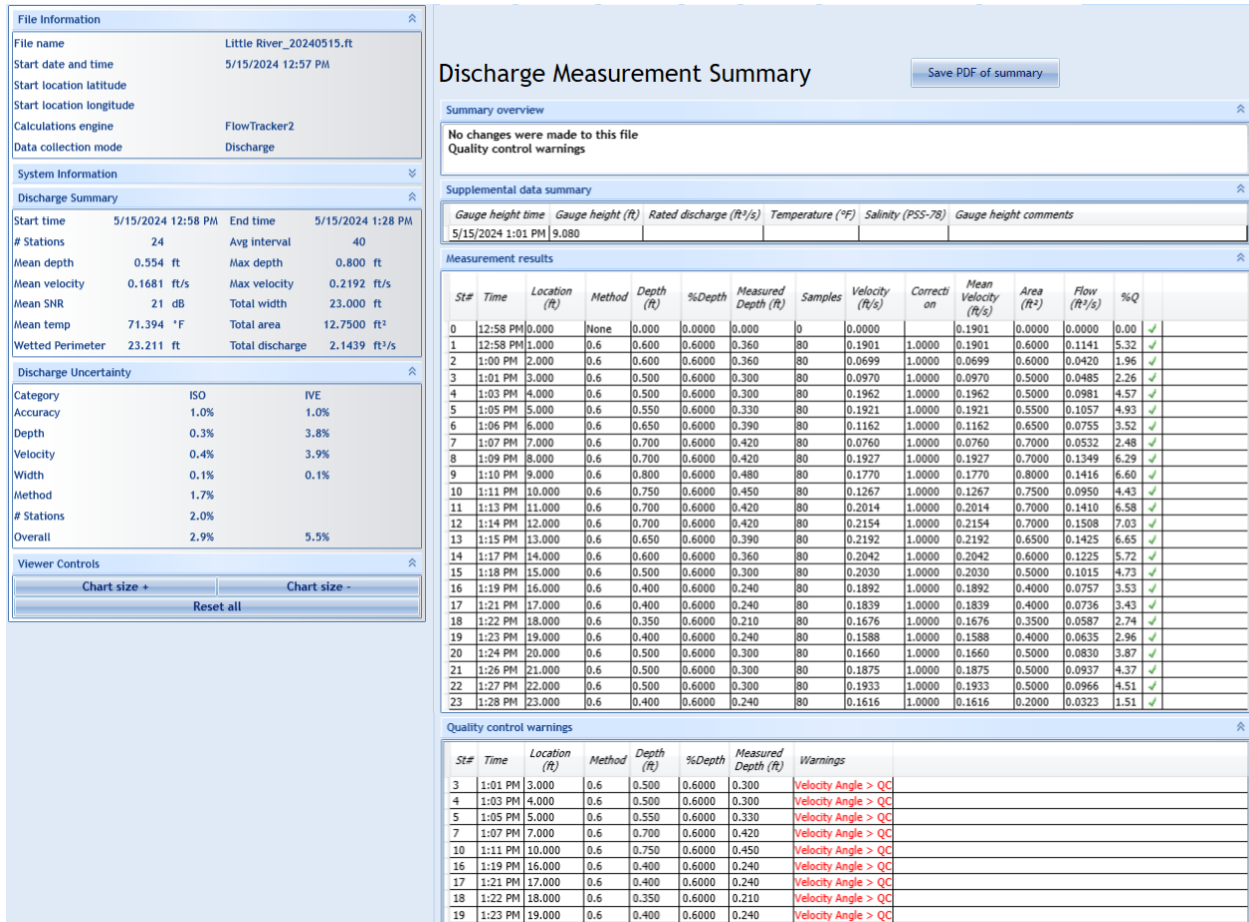 File Information
File name Little River_20240515.ft
Start date and time 5/15/2024 12:57 PM
Start location latitude
Start location longitude
Calculations engine FlowTracker2
Data collection mode Discharge
System Information
Discharge Summary
Start time 5/15/2024 12:58 PM End time 5/15/2024 1:28 PM
# Stations 24 Avg interval 40
Mean depth 0.554 ft Max depth 0.800 ft
Mean velocity 0.1681 ft/s Max velocity 0.2192 ft/s
Mean SNR 21 dB Total width 23.000 ft
Mean temp 71.394 °F Total area 12.7500 ft²
Wetted Perimeter 23.211 ft Total discharge 2.1439 ft³/s
Discharge Uncertainty
Category ISO IVE
Accuracy 1.0% 1.0%
Depth 0.3% 3.8%
Velocity 0.4% 3.9%
Width 0.1% 0.1%
Method 1.7%
# Stations 2.0%
Overall 2.9% 5.5%
Viewer Controls
Chart size + Chart size -
Reset all
Discharge Measurement Summary
Save PDF of summary
Summary overview
No changes were made to this file
Quality control warnings
Supplemental data summary
Gauge height time Gauge height (ft) Rated discharge (ft³/s) Temperature (°F) Salinity (PSS-78) Gauge height comments
5/15/2024 1:01 PM 9.080
Measurement results
St# Time Location (ft) Method Depth (ft) %Depth Measured Depth (ft) Samples Velocity (ft/s) Correcti on Mean Velocity (ft/s) Area (ft²) Flow (ft³/s) %Q
0 12:58 PM 0.000 None 0.000 0.0000 0.000 0 0.0000 0.1901 0.0000 0.0000 0.00 ✓
1 12:58 PM 1.000 0.6 0.600 0.6000 0.360 80 0.1901 1.0000 0.1901 0.6000 0.1141 5.32 ✓
2 1:00 PM 2.000 0.6 0.600 0.6000 0.360 80 0.0699 1.0000 0.0699 0.6000 0.0420 1.96 ✓
3 1:01 PM 3.000 0.6 0.500 0.6000 0.300 80 0.0970 1.0000 0.0970 0.5000 0.0485 2.26 ✓
4 1:03 PM 4.000 0.6 0.500 0.6000 0.300 80 0.1962 1.0000 0.1962 0.5000 0.0981 4.57 ✓
5 1:05 PM 5.000 0.6 0.550 0.6000 0.330 80 0.1921 1.0000 0.1921 0.5500 0.1057 4.93 ✓
6 1:06 PM 6.000 0.6 0.650 0.6000 0.390 80 0.1162 1.0000 0.1162 0.6500 0.0755 3.52 ✓
7 1:07 PM 7.000 0.6 0.700 0.6000 0.420 80 0.0760 1.0000 0.0760 0.7000 0.0532 2.48 ✓
8 1:09 PM 8.000 0.6 0.700 0.6000 0.420 80 0.1927 1.0000 0.1927 0.7000 0.1349 6.29 ✓
9 1:10 PM 9.000 0.6 0.800 0.6000 0.480 80 0.1770 1.0000 0.1770 0.8000 0.1416 6.60 ✓
10 1:11 PM 10.000 0.6 0.750 0.6000 0.450 80 0.1267 1.0000 0.1267 0.7500 0.0950 4.43 ✓
11 1:13 PM 11.000 0.6 0.700 0.6000 0.420 80 0.2014 1.0000 0.2014 0.7000 0.1410 6.58 ✓
12 1:14 PM 12.000 0.6 0.700 0.6000 0.420 80 0.2154 1.0000 0.2154 0.7000 0.1508 7.03 ✓
13 1:15 PM 13.000 0.6 0.650 0.6000 0.390 80 0.2192 1.0000 0.2192 0.6500 0.1425 6.65 ✓
14 1:17 PM 14.000 0.6 0.600 0.6000 0.360 80 0.2042 1.0000 0.2042 0.6000 0.1225 5.72 ✓
15 1:18 PM 15.000 0.6 0.500 0.6000 0.300 80 0.2030 1.0000 0.2030 0.5000 0.1015 4.73 ✓
16 1:19 PM 16.000 0.6 0.400 0.6000 0.240 80 0.1892 1.0000 0.1892 0.4000 0.0757 3.53 ✓
17 1:21 PM 17.000 0.6 0.400 0.6000 0.240 80 0.1839 1.0000 0.1839 0.4000 0.0736 3.43 ✓
18 1:22 PM 18.000 0.6 0.350 0.6000 0.210 80 0.1676 1.0000 0.1676 0.3500 0.0587 2.74 ✓
19 1:23 PM 19.000 0.6 0.400 0.6000 0.240 80 0.1588 1.0000 0.1588 0.4000 0.0635 2.96 ✓
20 1:24 PM 20.000 0.6 0.500 0.6000 0.300 80 0.1660 1.0000 0.1660 0.5000 0.0830 3.87 ✓
21 1:26 PM 21.000 0.6 0.500 0.6000 0.300 80 0.1875 1.0000 0.1875 0.5000 0.0937 4.37 ✓
22 1:27 PM 22.000 0.6 0.500 0.6000 0.300 80 0.1933 1.0000 0.1933 0.5000 0.0966 4.51 ✓
23 1:28 PM 23.000 0.6 0.400 0.6000 0.240 80 0.1616 1.0000 0.1616 0.2000 0.0323 1.51 ✓
Quality control warnings
St# Time Location (ft) Method Depth (ft) %Depth Measured Depth (ft) Warnings
3 1:01 PM 3.000 0.6 0.500 0.6000 0.300 Velocity Angle > QC
4 1:03 PM 4.000 0.6 0.500 0.6000 0.300 Velocity Angle > QC
5 1:05 PM 5.000 0.6 0.550 0.6000 0.330 Velocity Angle > QC
7 1:07 PM 7.000 0.6 0.700 0.6000 0.420 Velocity Angle > QC
10 1:11 PM 10.000 0.6 0.750 0.6000 0.450 Velocity Angle > QC
16 1:19 PM 16.000 0.6 0.400 0.6000 0.240 Velocity Angle > QC
17 1:21 PM 17.000 0.6 0.400 0.6000 0.240 Velocity Angle > QC
18 1:22 PM 18.000 0.6 0.350 0.6000 0.210 Velocity Angle > QC
19 1:23 PM 19.000 0.6 0.400 0.6000 0.240 Velocity Angle > QC